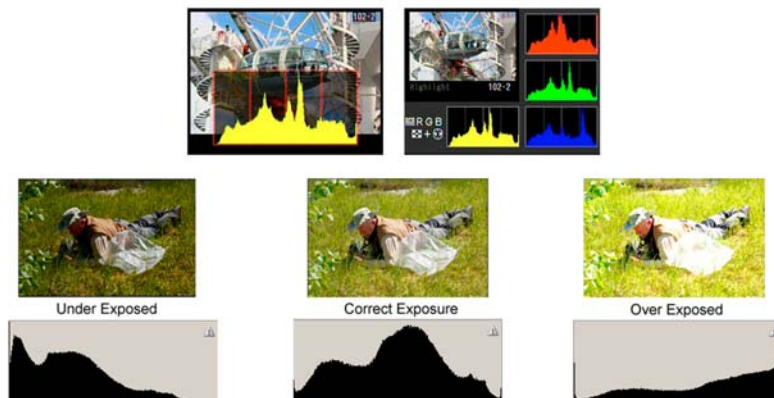 102-2
Highlight 102-2
RGB
Under Exposed
Correct Exposure
Over Exposed